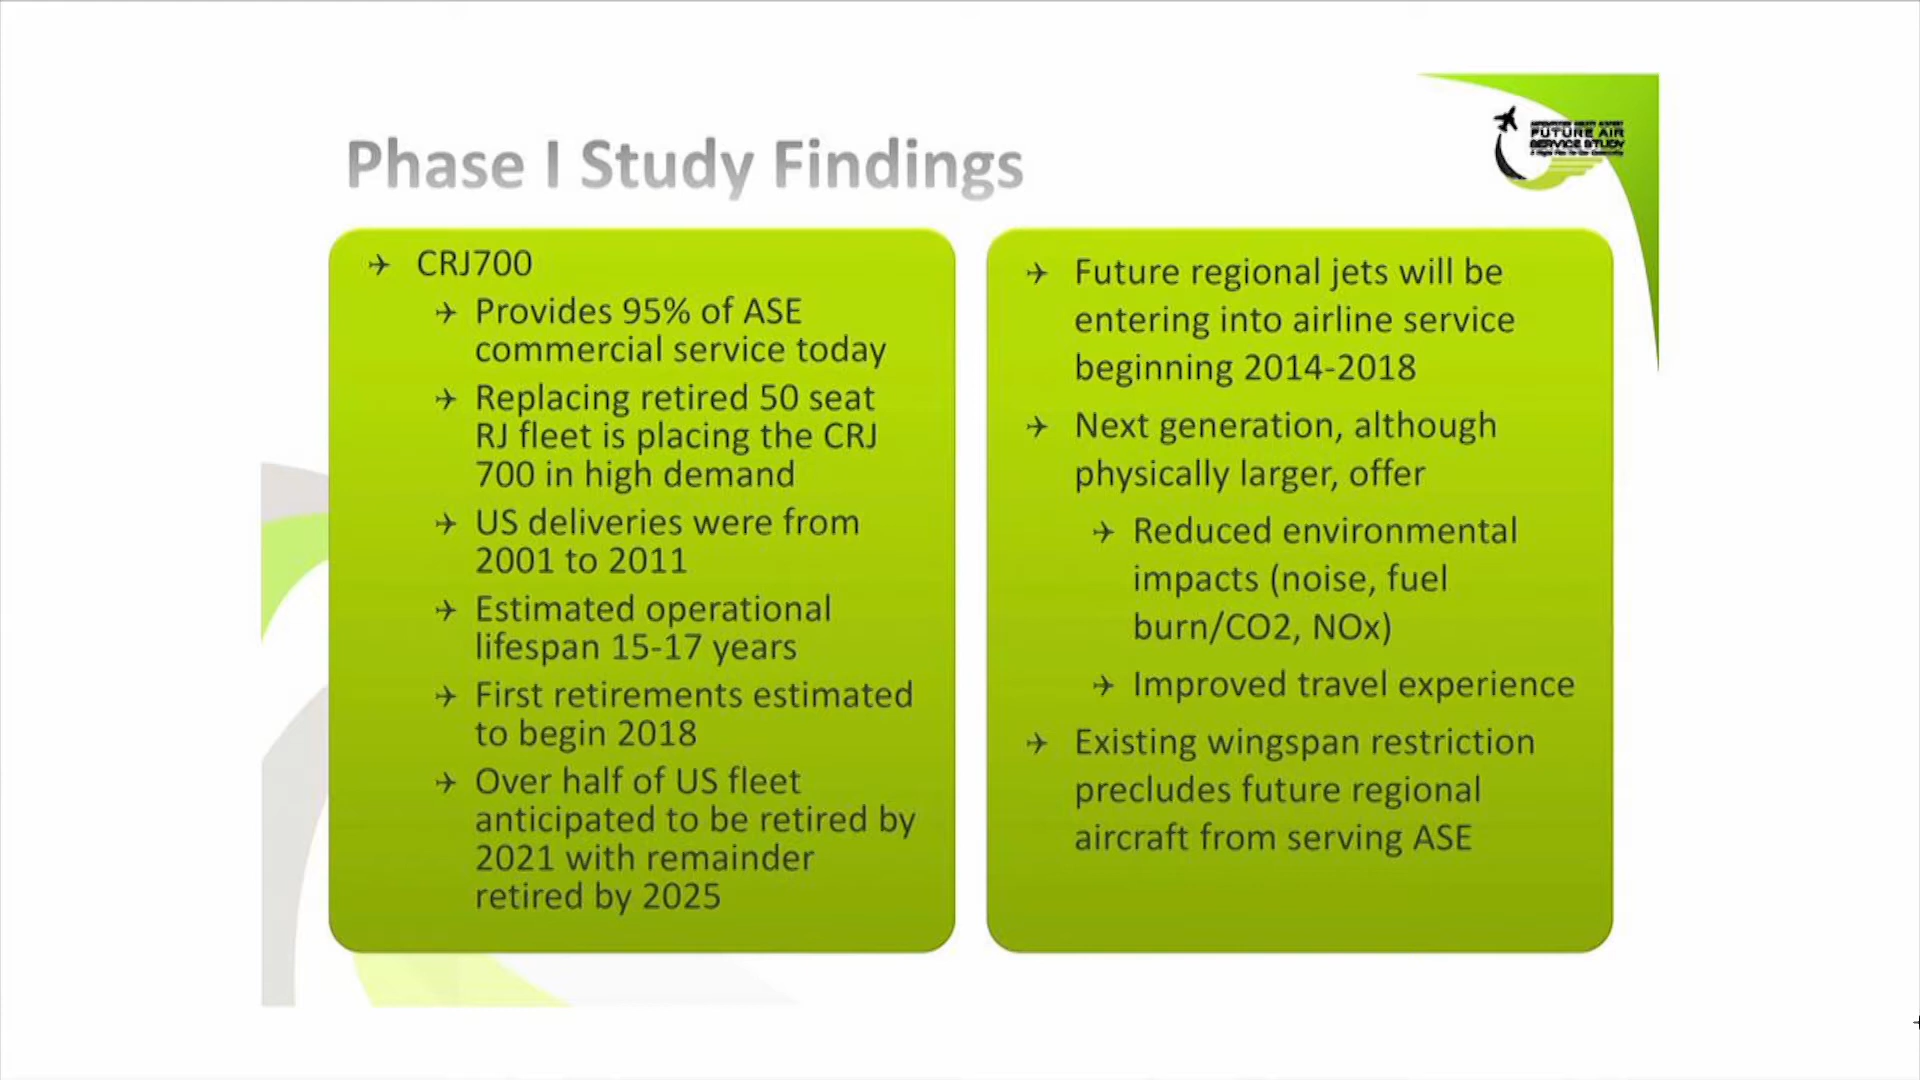 Phase I Study Findings
FUTURE AIR
SERVICE STUDY
CRJ700
Provides 95% of ASE
commercial service today
Replacing retired 50 seat
RJ fleet is placing the CRJ
700 in high demand
US deliveries were from
2001 to 2011
Estimated operational
lifespan 15-17 years
First retirements estimated
to begin 2018
Over half of US fleet
anticipated to be retired by
2021 with remainder
retired by 2025
Future regional jets will be
entering into airline service
beginning 2014-2018
Next generation, although
physically larger, offer
Reduced environmental
impacts (noise, fuel
burn/CO2, NOx)
Improved travel experience
Existing wingspan restriction
precludes future regional
aircraft from serving ASE